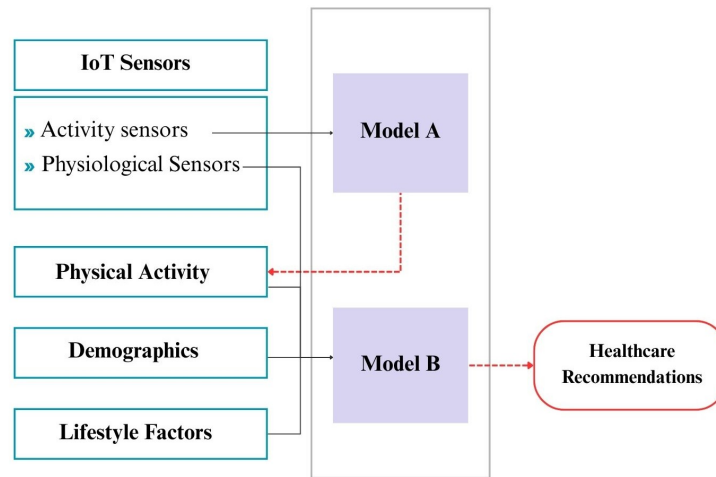 IoT Sensors
» Activity sensors
» Physiological Sensors
Model A
Physical Activity
Demographics
Model B
Healthcare
Recommendations
Lifestyle Factors